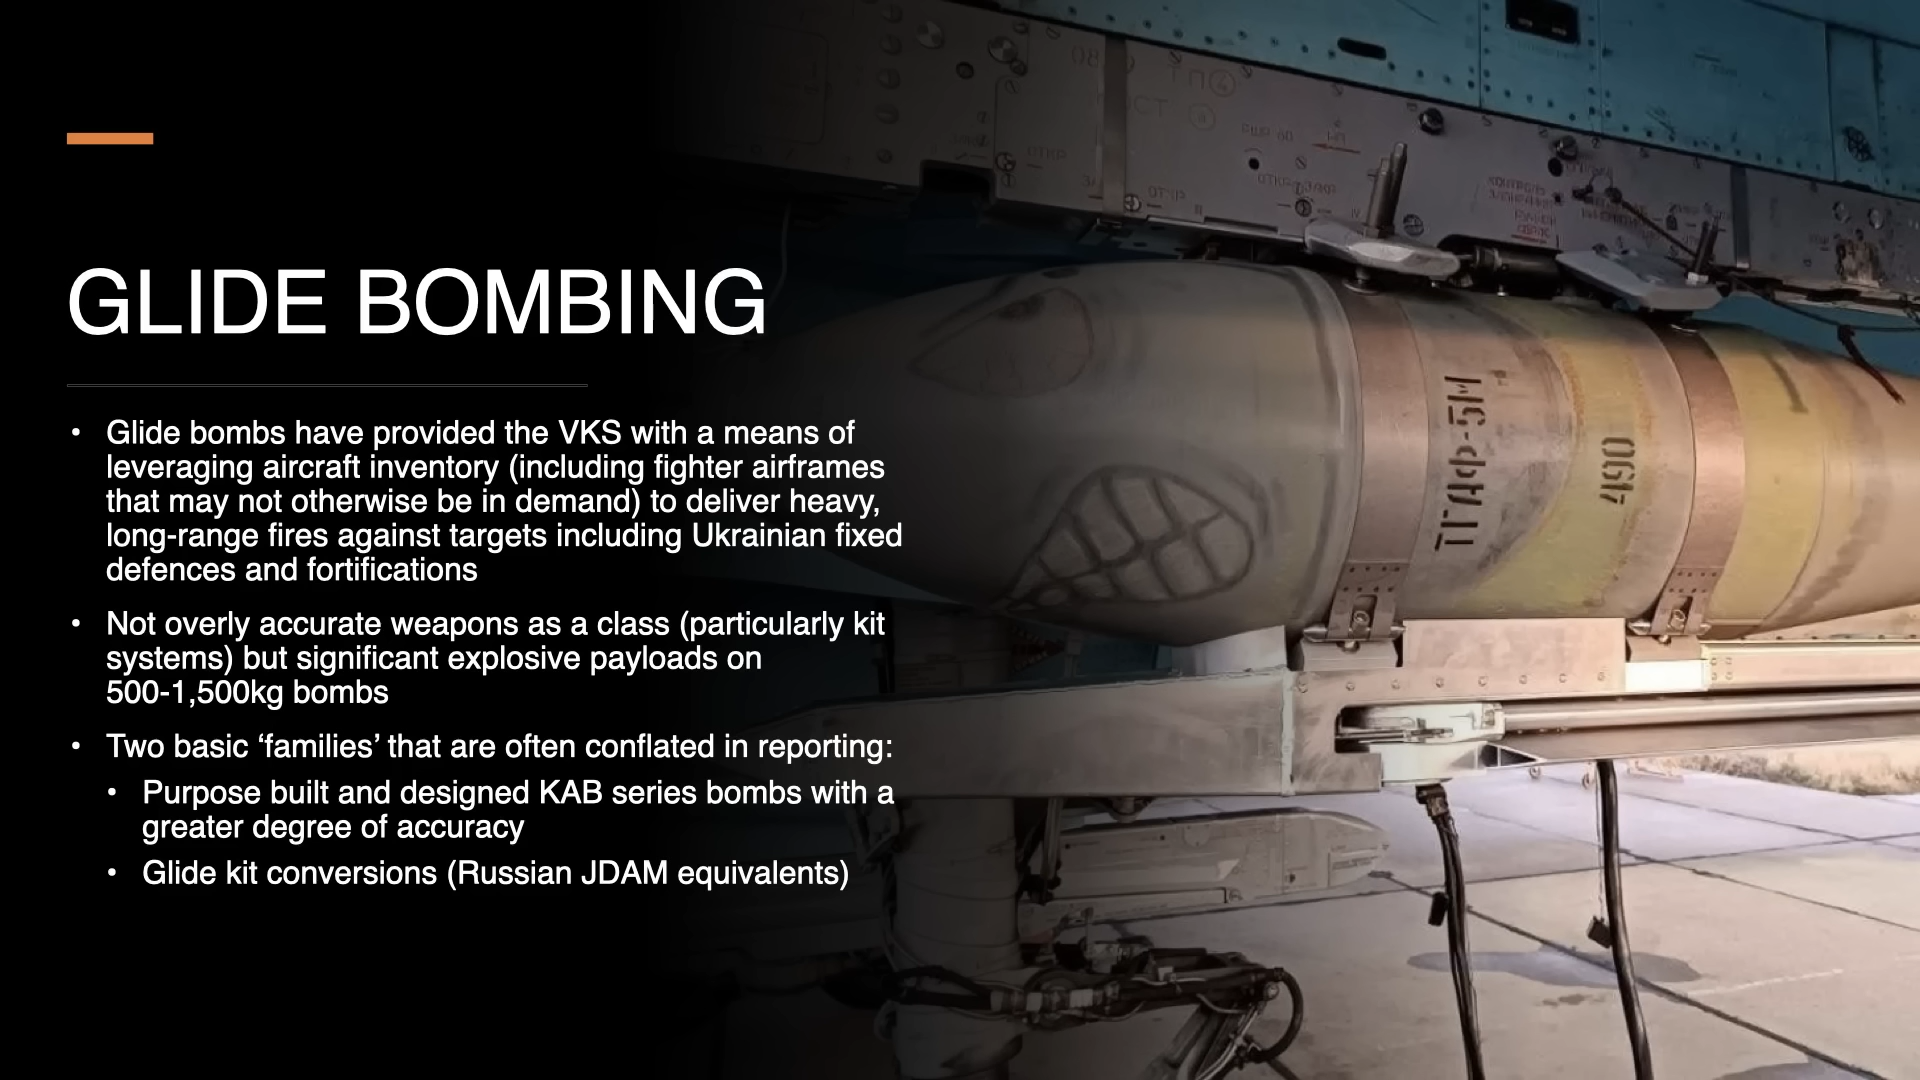 GLIDE BOMBING
• Glide bombs have provided the VKS with a means of
leveraging aircraft inventory (including fighter airframes
that may not otherwise be in demand) to deliver heavy,
long-range fires against targets including Ukrainian fixed
defences and fortifications
• Not overly accurate weapons as a class (particularly kit
systems) but significant explosive payloads on
500-1,500kg bombs
• Two basic ‘families’ that are often conflated in reporting:
• Purpose built and designed KAB series bombs with a
greater degree of accuracy
• Glide kit conversions (Russian JDAM equivalents)
ТГАФ-5М
490